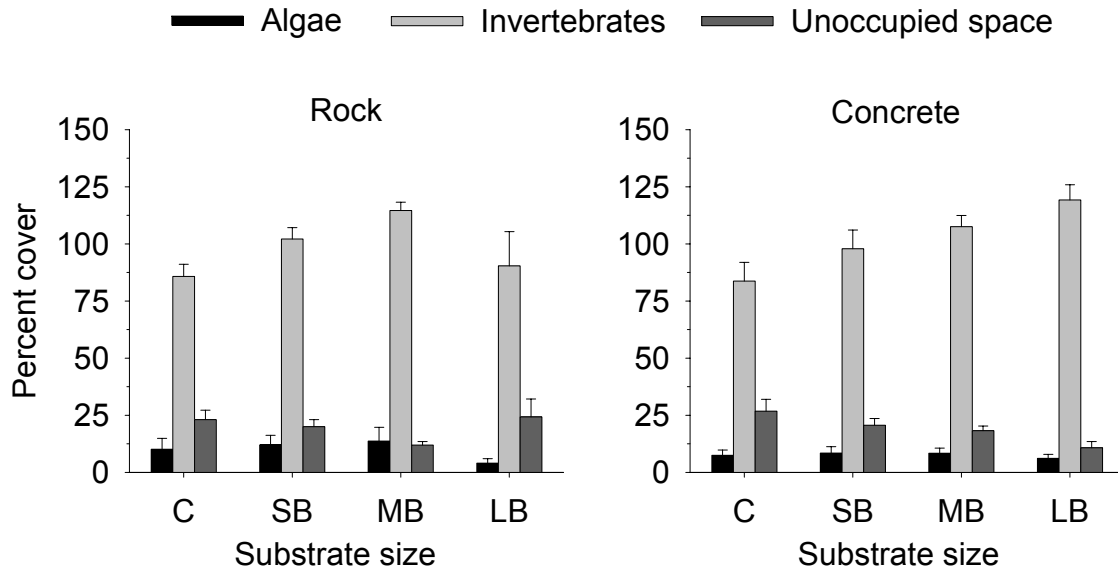 Algae Invertebrates Unoccupied space
Rock
150
125
100
75
50
25
0
Percent cover
C SB MB LB
Substrate size
Concrete
150
125
100
75
50
25
0
C SB MB LB
Substrate size